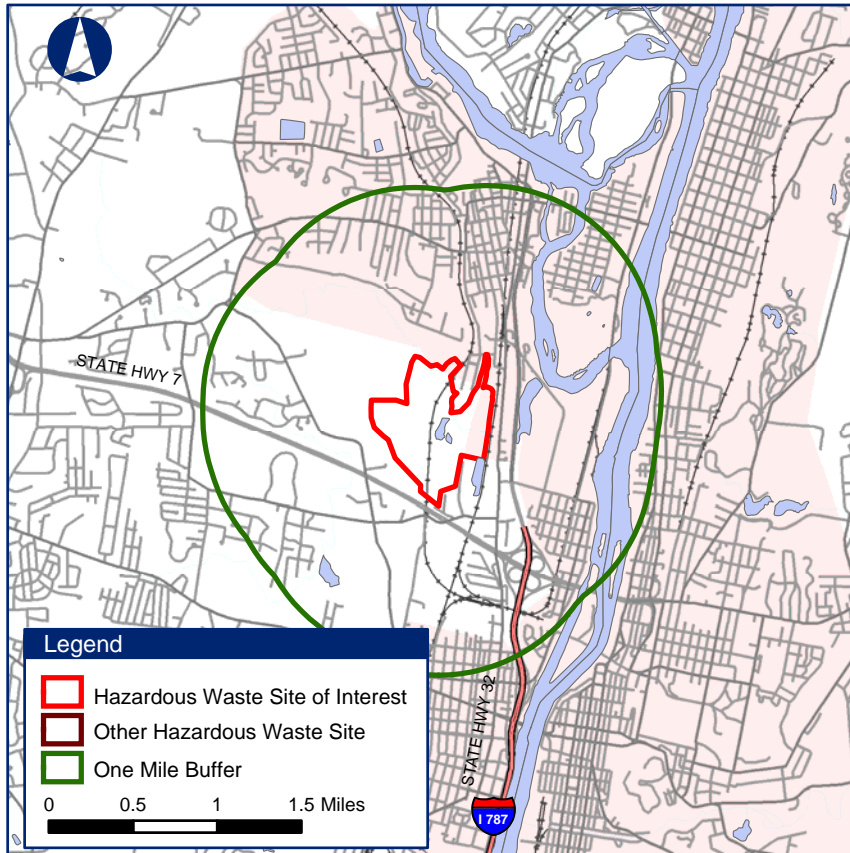 STATE HWY 7
Legend
Hazardous Waste Site of Interest
Other Hazardous Waste Site
One Mile Buffer
0 0.5 1 1.5 Miles
STATE HWY 32
I 787